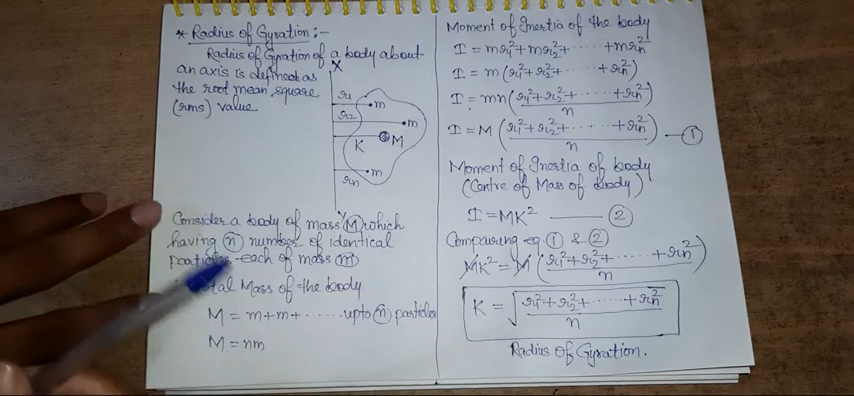 * Radius of Gyration :-
Radius of Gyration of a body about
an axis is defined as
the root mean square
(rms) value
X
r1
m
r2
m
K
M
rn
m
Y
Consider a body of mass (M) which
having (n) number of identical
particles each of mass (m)
Total Mass of the body
M = m+m+ ...... upto (n) particles
M = nm
Moment of Inertia of the body
I = mr1²+mr2²+ ...... +mrn²
I = m(r1²+r2²+ ...... +rn²)
I = mn(r1²+r2²+ ...... +rn²)/n
I = M(r1²+r2²+ ...... +rn²)/n — (1)
Moment of Inertia of body
(Centre of Mass of body)
I = MK² — (2)
Comparing eq. (1) & (2)
MK² = M(r1²+r2²+ ...... +rn²)/n
K = √(r1²+r2²+ ...... +rn²)/n
Radius of Gyration.